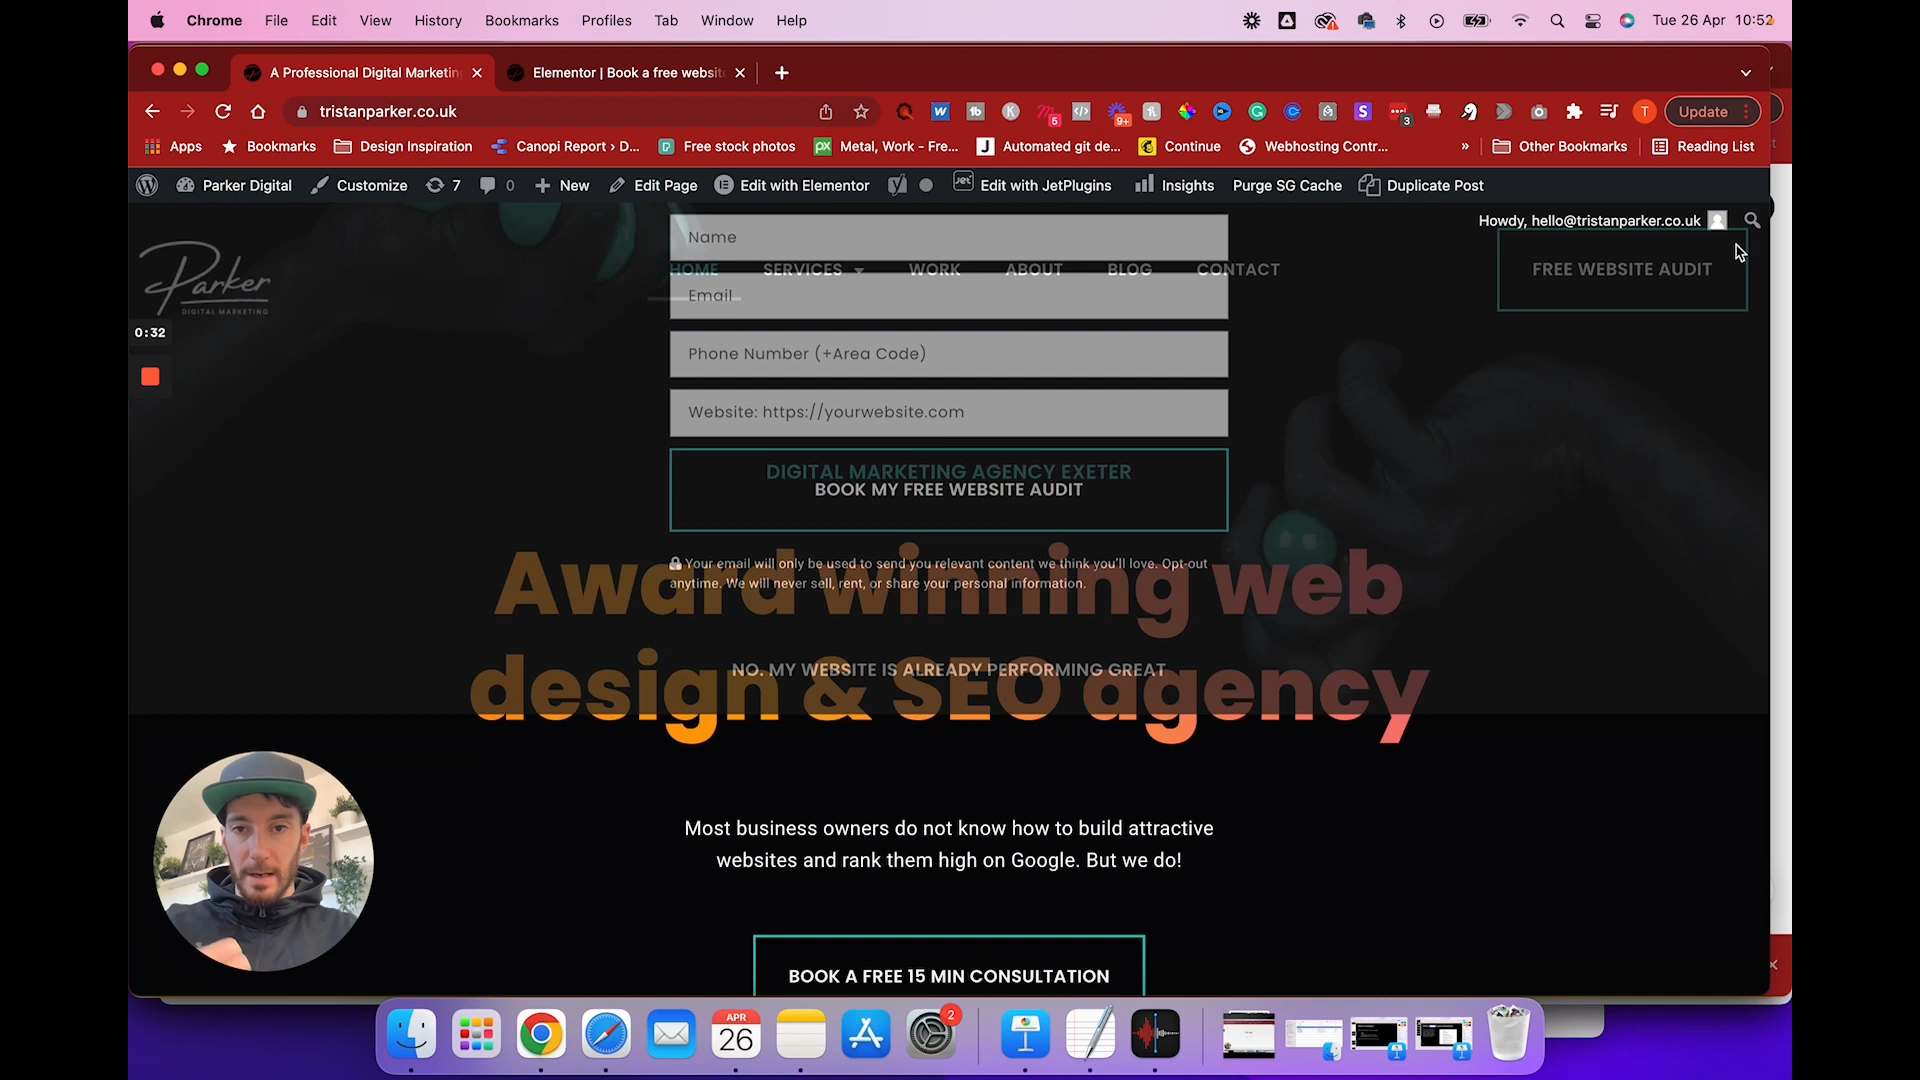 Chrome File Edit View History Bookmarks Profiles Tab Window Help
Tue 26 Apr 10:52
A Professional Digital Marketing
Elementor | Book a free websit
tristanparker.co.uk
5
9+
3
T
Update
Apps
Bookmarks
Design Inspiration
Canopi Report › D...
Free stock photos
px
Metal, Work - Fre...
J
Automated git de...
Continue
Webhosting Contr...
»
Other Bookmarks
Reading List
Parker Digital
Customize
7
0
New
Edit Page
Edit with Elementor
Jet
Edit with JetPlugins
Insights
Purge SG Cache
Duplicate Post
Howdy, hello@tristanparker.co.uk
Parker
DIGITAL MARKETING
HOME SERVICES WORK ABOUT BLOG CONTACT
FREE WEBSITE AUDIT
Name
Email
0:32
Phone Number (+Area Code)
Website: https://yourwebsite.com
DIGITAL MARKETING AGENCY EXETER
BOOK MY FREE WEBSITE AUDIT
Your email will only be used to send you relevant content we think you'll love. Opt-out
anytime. We will never sell, rent, or share your personal information.
Award winning web
design & SEO agency
NO. MY WEBSITE IS ALREADY PERFORMING GREAT
Most business owners do not know how to build attractive
websites and rank them high on Google. But we do!
BOOK A FREE 15 MIN CONSULTATION
APR
26
2